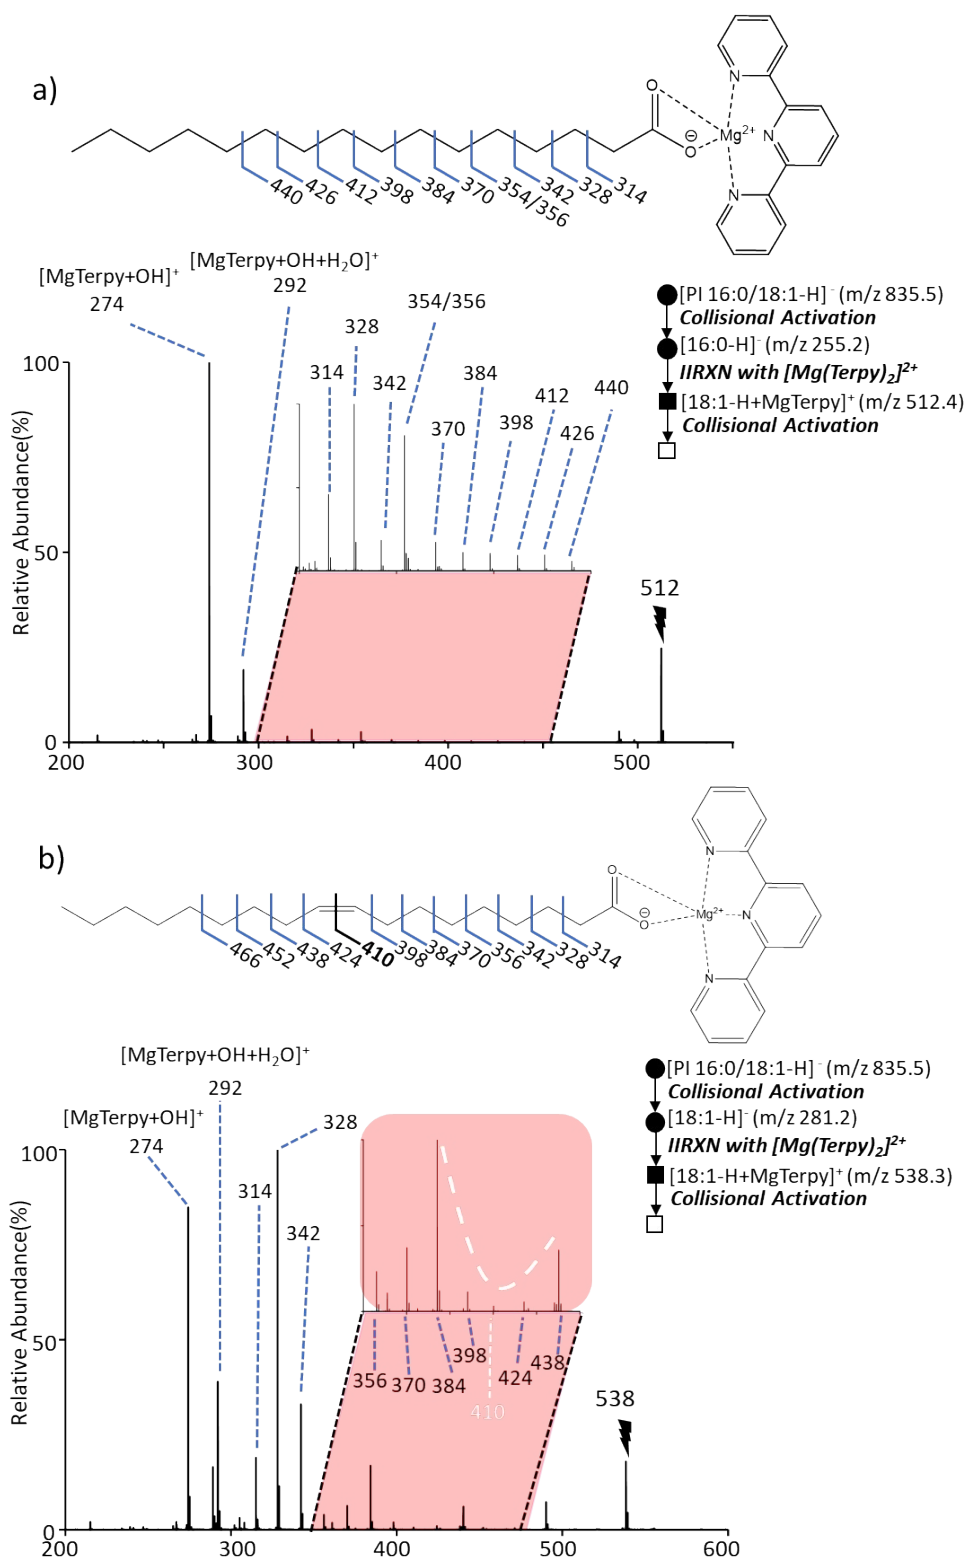 a)
O
O
⊖
Mg2+
N
N
N
440
426
412
398
384
370
354/356
342
328
314
[MgTerpy+OH]+
274
[MgTerpy+OH+H2O]+
292
[PI 16:0/18:1-H]- (m/z 835.5)
Collisional Activation
[16:0-H]- (m/z 255.2)
IIRXN with [Mg(Terpy)2]2+
[18:1-H+MgTerpy]+ (m/z 512.4)
Collisional Activation
314
328
342
354/356
370
384
398
412
426
440
512
Relative Abundance(%)
100
50
0
200
300
400
500
b)
O
O
⊖
Mg2+
N
N
N
466
452
438
424
410
398
384
370
356
342
328
314
[MgTerpy+OH+H2O]+
292
[MgTerpy+OH]+
274
[PI 16:0/18:1-H]- (m/z 835.5)
Collisional Activation
[18:1-H]- (m/z 281.2)
IIRXN with [Mg(Terpy)2]2+
[18:1-H+MgTerpy]+ (m/z 538.3)
Collisional Activation
328
314
342
356
370
384
398
410
424
438
538
Relative Abundance(%)
100
50
0
200
300
400
500
600